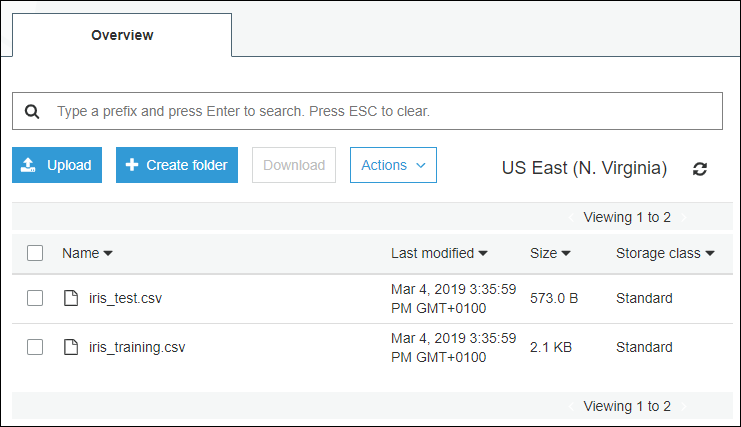 Overview
Type a prefix and press Enter to search. Press ESC to clear.
Upload Create folder Download Actions US East (N. Virginia)
Viewing 1 to 2
Name Last modified Size Storage class
iris_test.csv Mar 4, 2019 3:35:59 PM GMT+0100 573.0 B Standard
iris_training.csv Mar 4, 2019 3:35:59 PM GMT+0100 2.1 KB Standard
Viewing 1 to 2